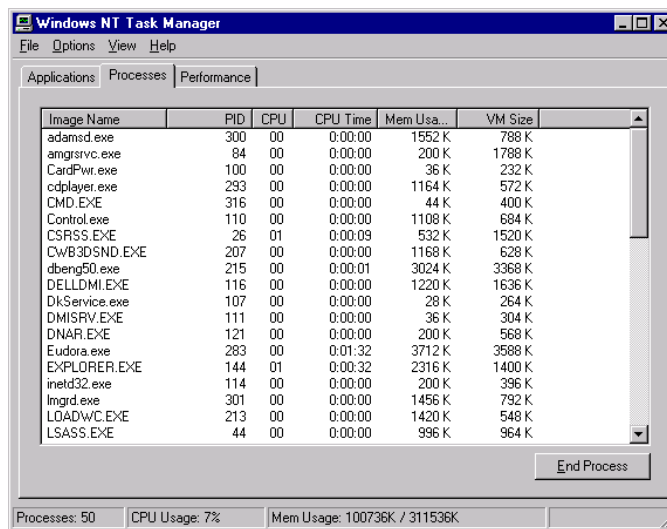 Windows NT Task Manager
File Options View Help
Applications Processes Performance
Image Name PID CPU CPU Time Mem Usa... VM Size
adamsd.exe 300 00 0:00:00 1552 K 788 K
amgrsrvc.exe 84 00 0:00:00 200 K 1788 K
CardPwr.exe 100 00 0:00:00 36 K 232 K
cdplayer.exe 293 00 0:00:00 1164 K 572 K
CMD.EXE 316 00 0:00:00 44 K 400 K
Control.exe 110 00 0:00:00 1108 K 684 K
CSRSS.EXE 26 01 0:00:09 532 K 1520 K
CWB3DSND.EXE 207 00 0:00:00 1168 K 628 K
dbeng50.exe 215 00 0:00:01 3024 K 3368 K
DELLDMI.EXE 116 00 0:00:00 1220 K 1636 K
DkService.exe 107 00 0:00:00 28 K 264 K
DMISRV.EXE 111 00 0:00:00 36 K 304 K
DNAR.EXE 121 00 0:00:00 200 K 568 K
Eudora.exe 283 00 0:01:32 3712 K 3588 K
EXPLORER.EXE 144 01 0:00:32 2316 K 1400 K
inetd32.exe 114 00 0:00:00 200 K 396 K
lmgrd.exe 301 00 0:00:00 1456 K 792 K
LOADWC.EXE 213 00 0:00:00 1420 K 548 K
LSASS.EXE 44 00 0:00:00 996 K 964 K
End Process
Processes: 50 CPU Usage: 7% Mem Usage: 100736K / 311536K